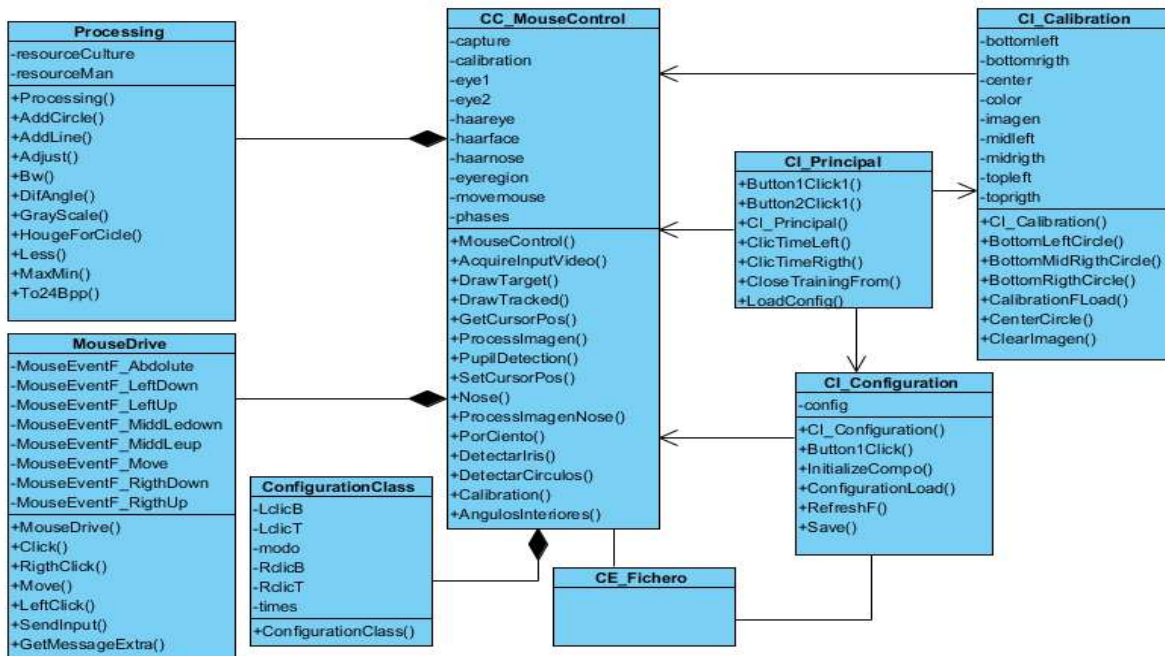 Processing
-resourceCulture
-resourceMan
+Processing()
+AddCircle()
+AddLine()
+Adjust()
+Bw()
+DifAngle()
+GrayScale()
+HougeForCicle()
+Less()
+MaxMin()
+To24Bpp()
MouseDrive
-MouseEventF_Abdolute
-MouseEventF_LeftDown
-MouseEventF_LeftUp
-MouseEventF_MiddLedown
-MouseEventF_MiddLeup
-MouseEventF_Move
-MouseEventF_RigthDown
-MouseEventF_RigthUp
+MouseDrive()
+Click()
+RigthClick()
+Move()
+LeftClick()
+SendInput()
+GetMessageExtra()
ConfigurationClass
-LclicB
-LclicT
-modo
-RclicB
-RclicT
-times
+ConfigurationClass()
CC_MouseControl
-capture
-calibration
-eye1
-eye2
-haareye
-haarface
-haarnose
-eyeregion
-movemouse
-phases
+MouseControl()
+AcquireInputVideo()
+DrawTarget()
+DrawTracked()
+GetCursorPos()
+ProcessImagen()
+PupilDetection()
+SetCursorPos()
+Nose()
+ProcessImagenNose()
+PorCiento()
+DetectarIris()
+DetectarCirculos()
+Calibration()
+AngulosInteriores()
CE_Fichero
CI_Principal
+Button1Click1()
+Button2Click1()
+CI_Principal()
+ClicTimeLeft()
+ClicTimeRigth()
+CloseTrainingFrom()
+LoadConfig()
CI_Configuration
-config
+CI_Configuration()
+Button1Click()
+InitializeCompo()
+ConfigurationLoad()
+RefreshF()
+Save()
CI_Calibration
-bottomleft
-bottomrigth
-center
-color
-imagen
-midleft
-midrigth
-topleft
-toprigth
+CI_Calibration()
+BottomLeftCircle()
+BottomMidRigthCircle()
+BottomRigthCircle()
+CalibrationFLoad()
+CenterCircle()
+ClearImagen()